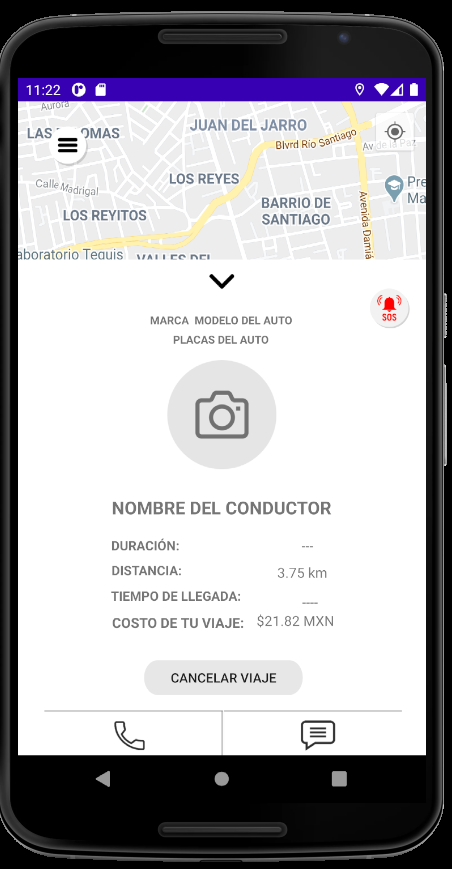 11:22
Aurora
LAS LOMAS
JUAN DEL JARRO
Blvrd Río Santiago
Av de la Paz
Calle Madrigal
LOS REYES
Pre
Ma
LOS REYITOS
BARRIO DE
SANTIAGO
Avenida Damiá
aboratorio Tequis
VALLES DEL
SOS
MARCA MODELO DEL AUTO
PLACAS DEL AUTO
NOMBRE DEL CONDUCTOR
DURACIÓN: ---
DISTANCIA: 3.75 km
TIEMPO DE LLEGADA: ----
COSTO DE TU VIAJE: $21.82 MXN
CANCELAR VIAJE